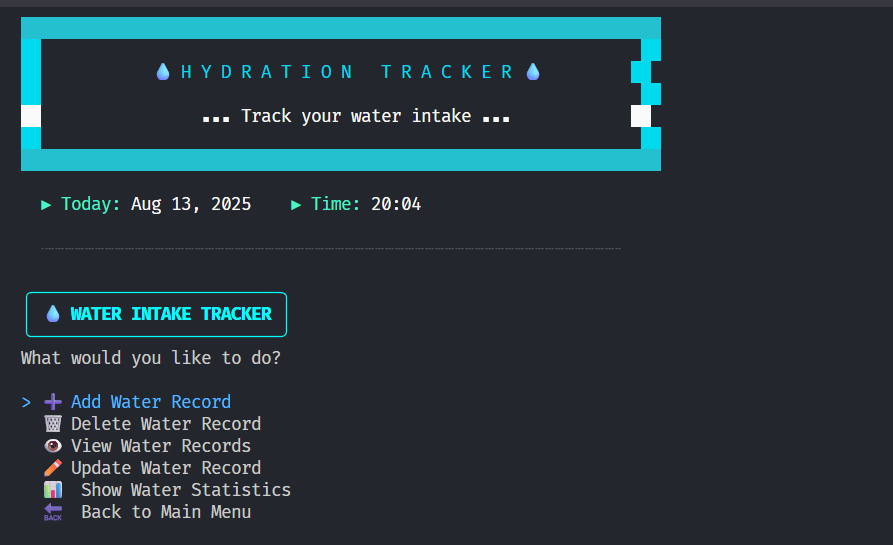 💧 H Y D R A T I O N   T R A C K E R 💧
... Track your water intake ...
▶ Today: Aug 13, 2025    ▶ Time: 20:04
💧 WATER INTAKE TRACKER
What would you like to do?
> ➕ Add Water Record
🗑️ Delete Water Record
👁️ View Water Records
✏️ Update Water Record
📊 Show Water Statistics
🔙 Back to Main Menu